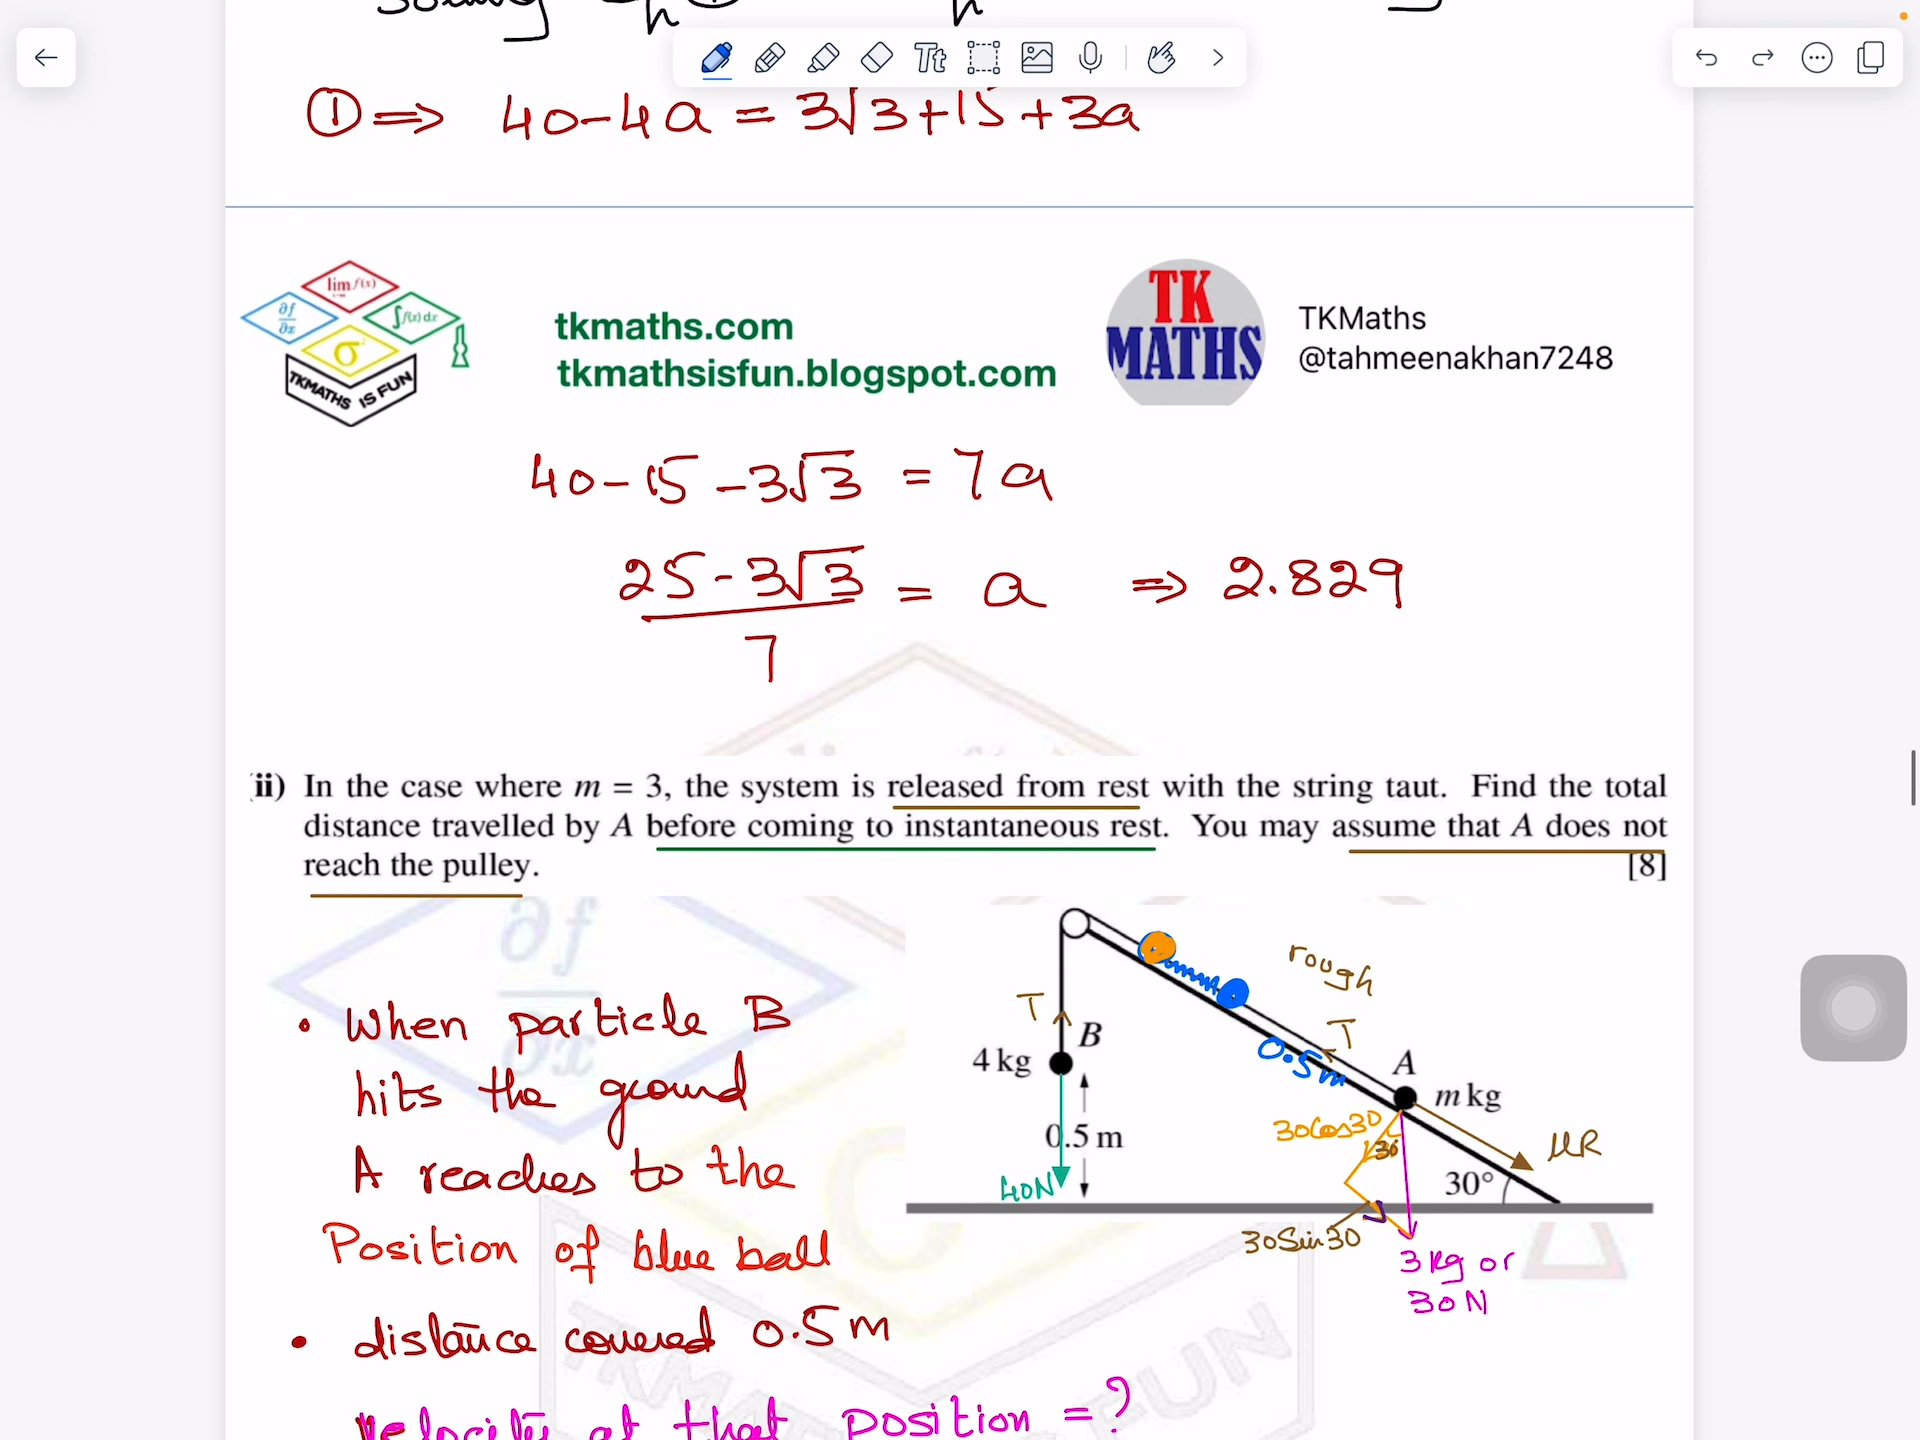 ① ⇒ 40-4a = 3√3+15+3a
lim f(x)
∂f
∂x
∫f(x)dx
σ²
TKMATHS IS FUN
tkmaths.com
tkmathsisfun.blogspot.com
TK
MATHS
TKMaths
@tahmeenakhan7248
40-15-3√3 = 7a
25-3√3 = a ⇒ 2.829
7
ii) In the case where m = 3, the system is released from rest with the string taut. Find the total
distance travelled by A before coming to instantaneous rest. You may assume that A does not
reach the pulley. [8]
• When particle B
hits the ground
A reaches to the
Position of blue ball
• distance covered 0.5m
velocity at that position = ?
rough
T
B
4 kg
0.5 m
40N
T
0.5m
A
m kg
30Cos30
30
μR
30°
30Sin30
3kg or
30N